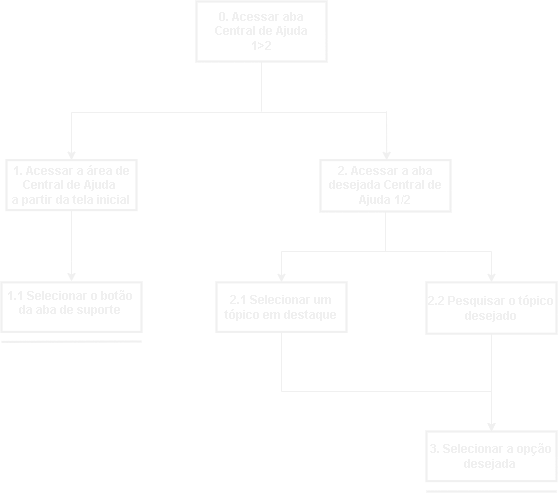 0. Acessar aba
Central de Ajuda
1>2
1. Acessar a área de
Central de Ajuda
a partir da tela inicial
2. Acessar a aba
desejada Central de
Ajuda 1/2
1.1 Selecionar o botão
da aba de suporte
2.1 Selecionar um
tópico em destaque
2.2 Pesquisar o tópico
desejado
3. Selecionar a opção
desejada